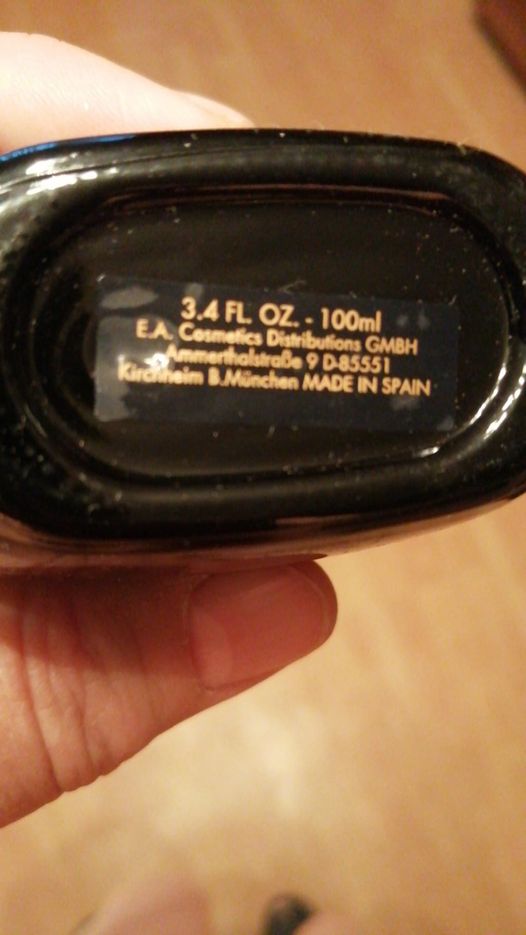 3.4 FL. OZ. - 100ml
E.A. Cosmetics Distributions GMBH
Ammerthalstraße 9 D-85551
Kirchheim B.München MADE IN SPAIN